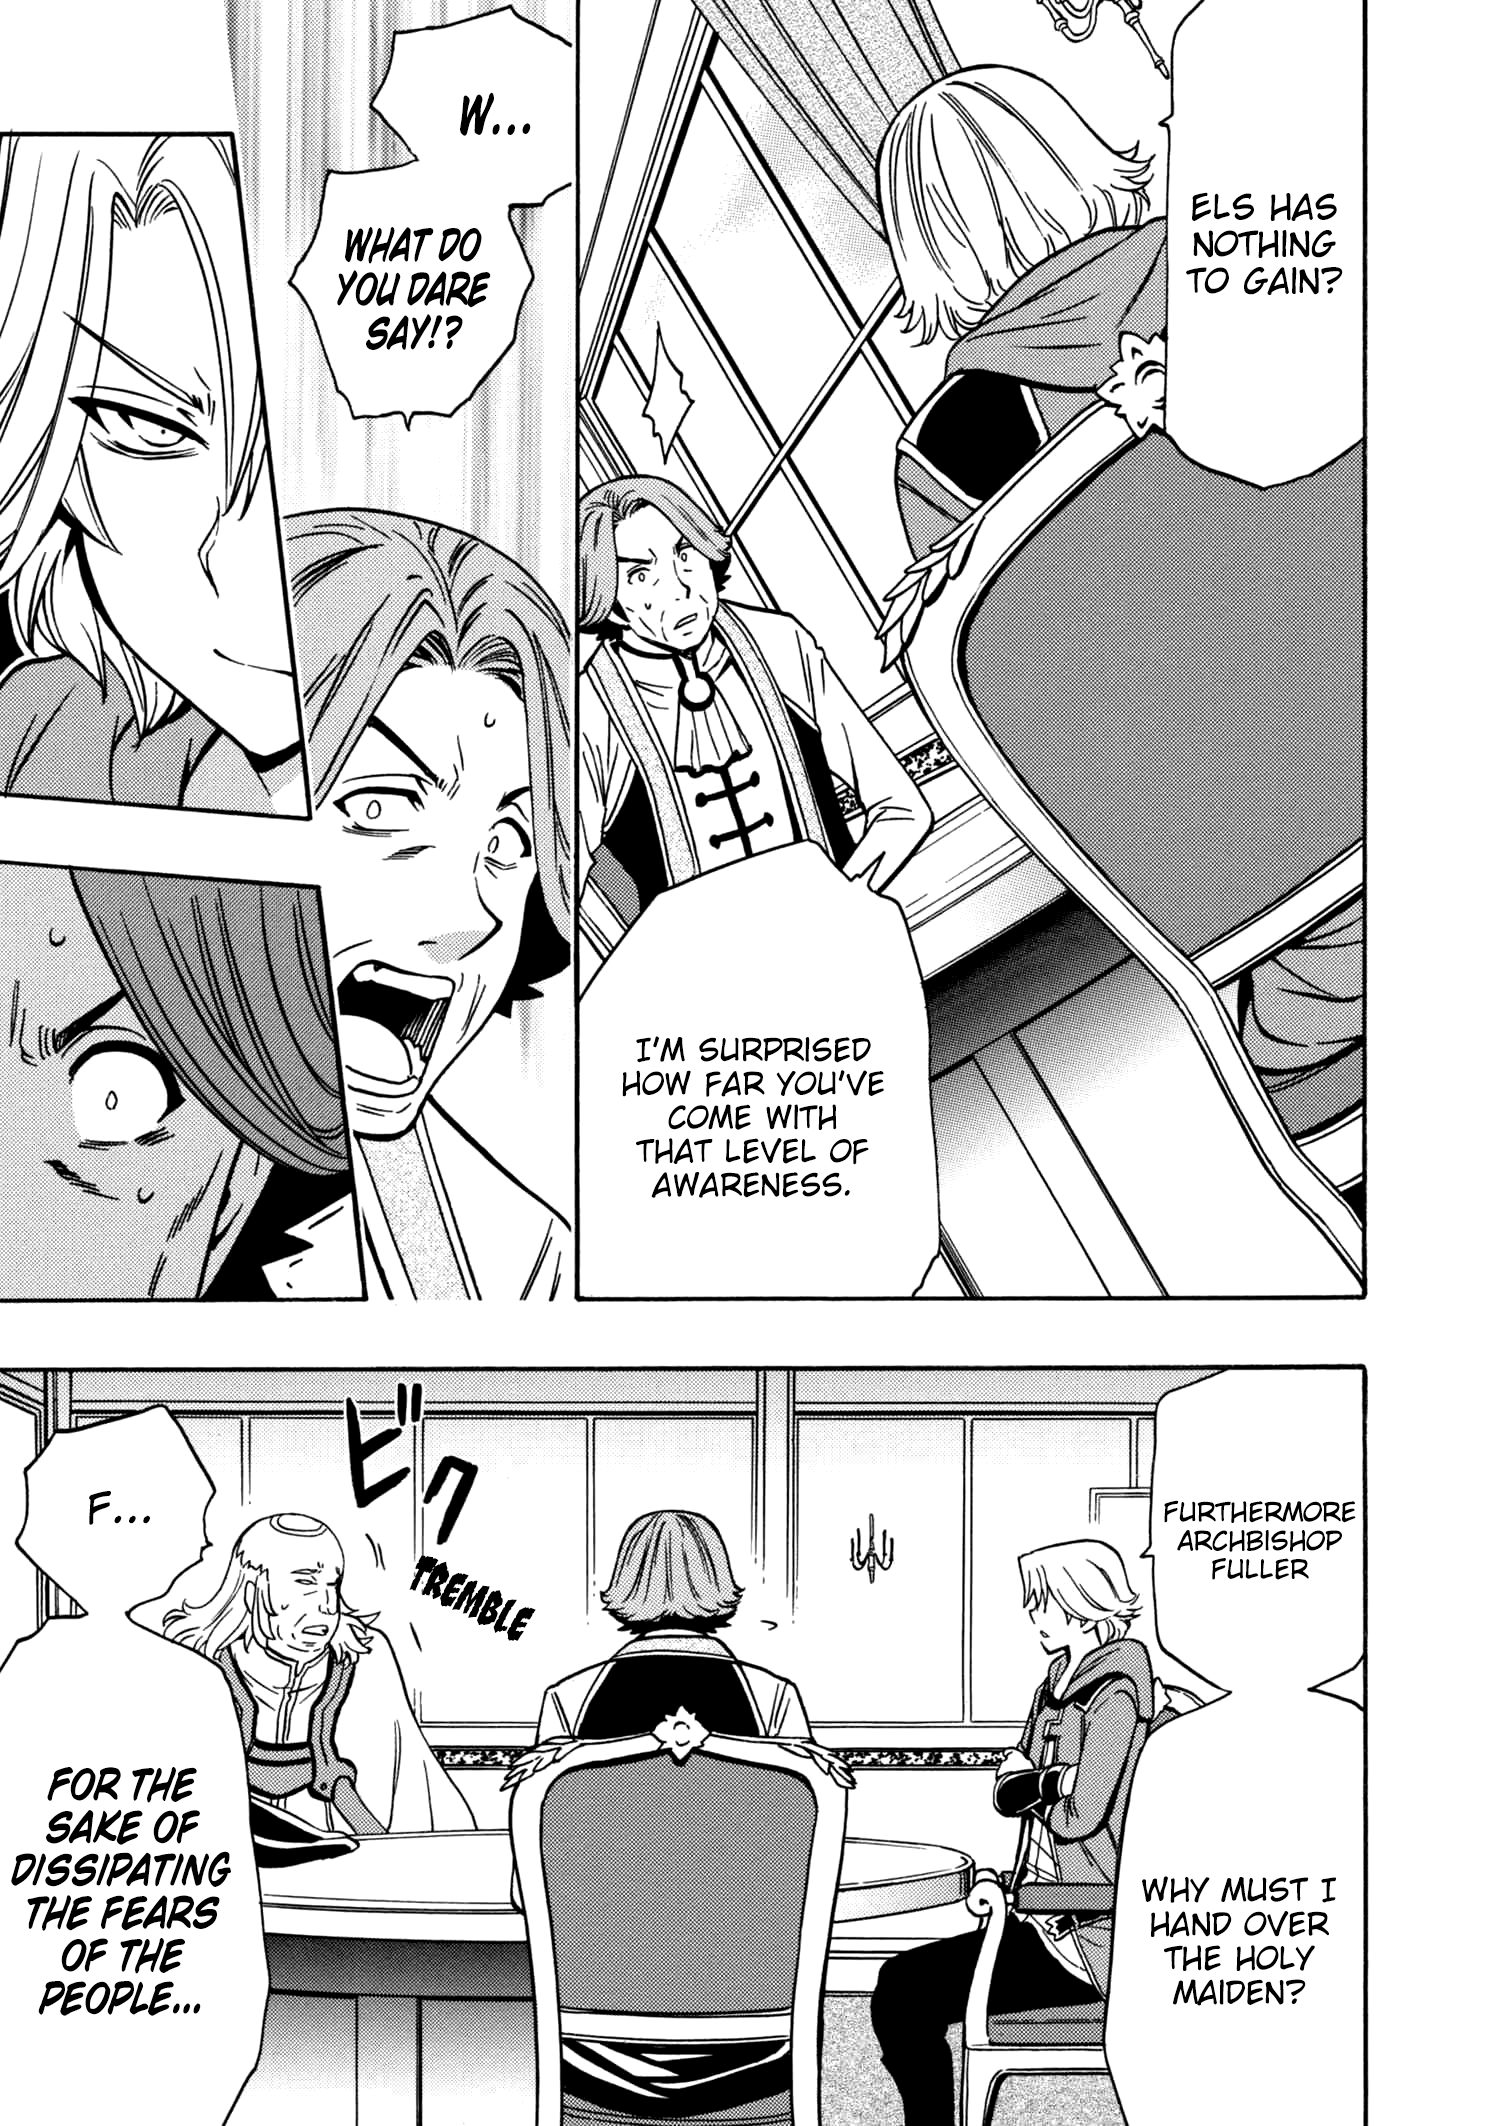 ELS HAS
NOTHING
TO GAIN?
I'M SURPRISED
HOW FAR YOU'VE
COME WITH
THAT LEVEL OF
AWARENESS.
W...
WHAT DO
YOU DARE
SAY!?
FURTHERMORE
ARCHBISHOP
FULLER
WHY MUST I
HAND OVER
THE HOLY
MAIDEN?
ビク
TREMBLE
F...
FOR THE
SAKE OF
DISSIPATING
THE FEARS
OF THE
PEOPLE...